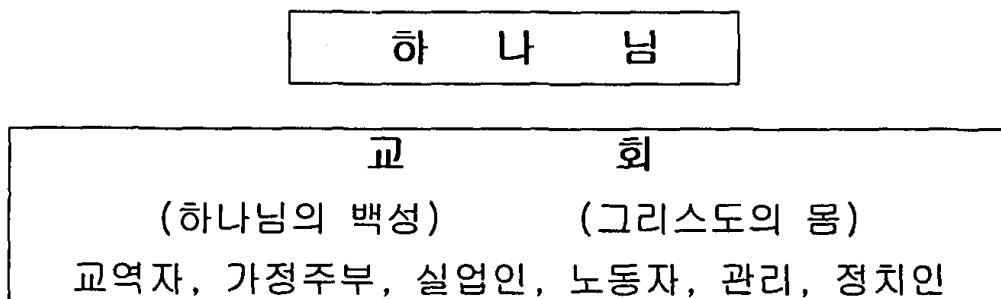 하 나 님
교 회
(하나님의 백성) (그리스도의 몸)
교역자, 가정주부, 실업인, 노동자, 관리, 정치인